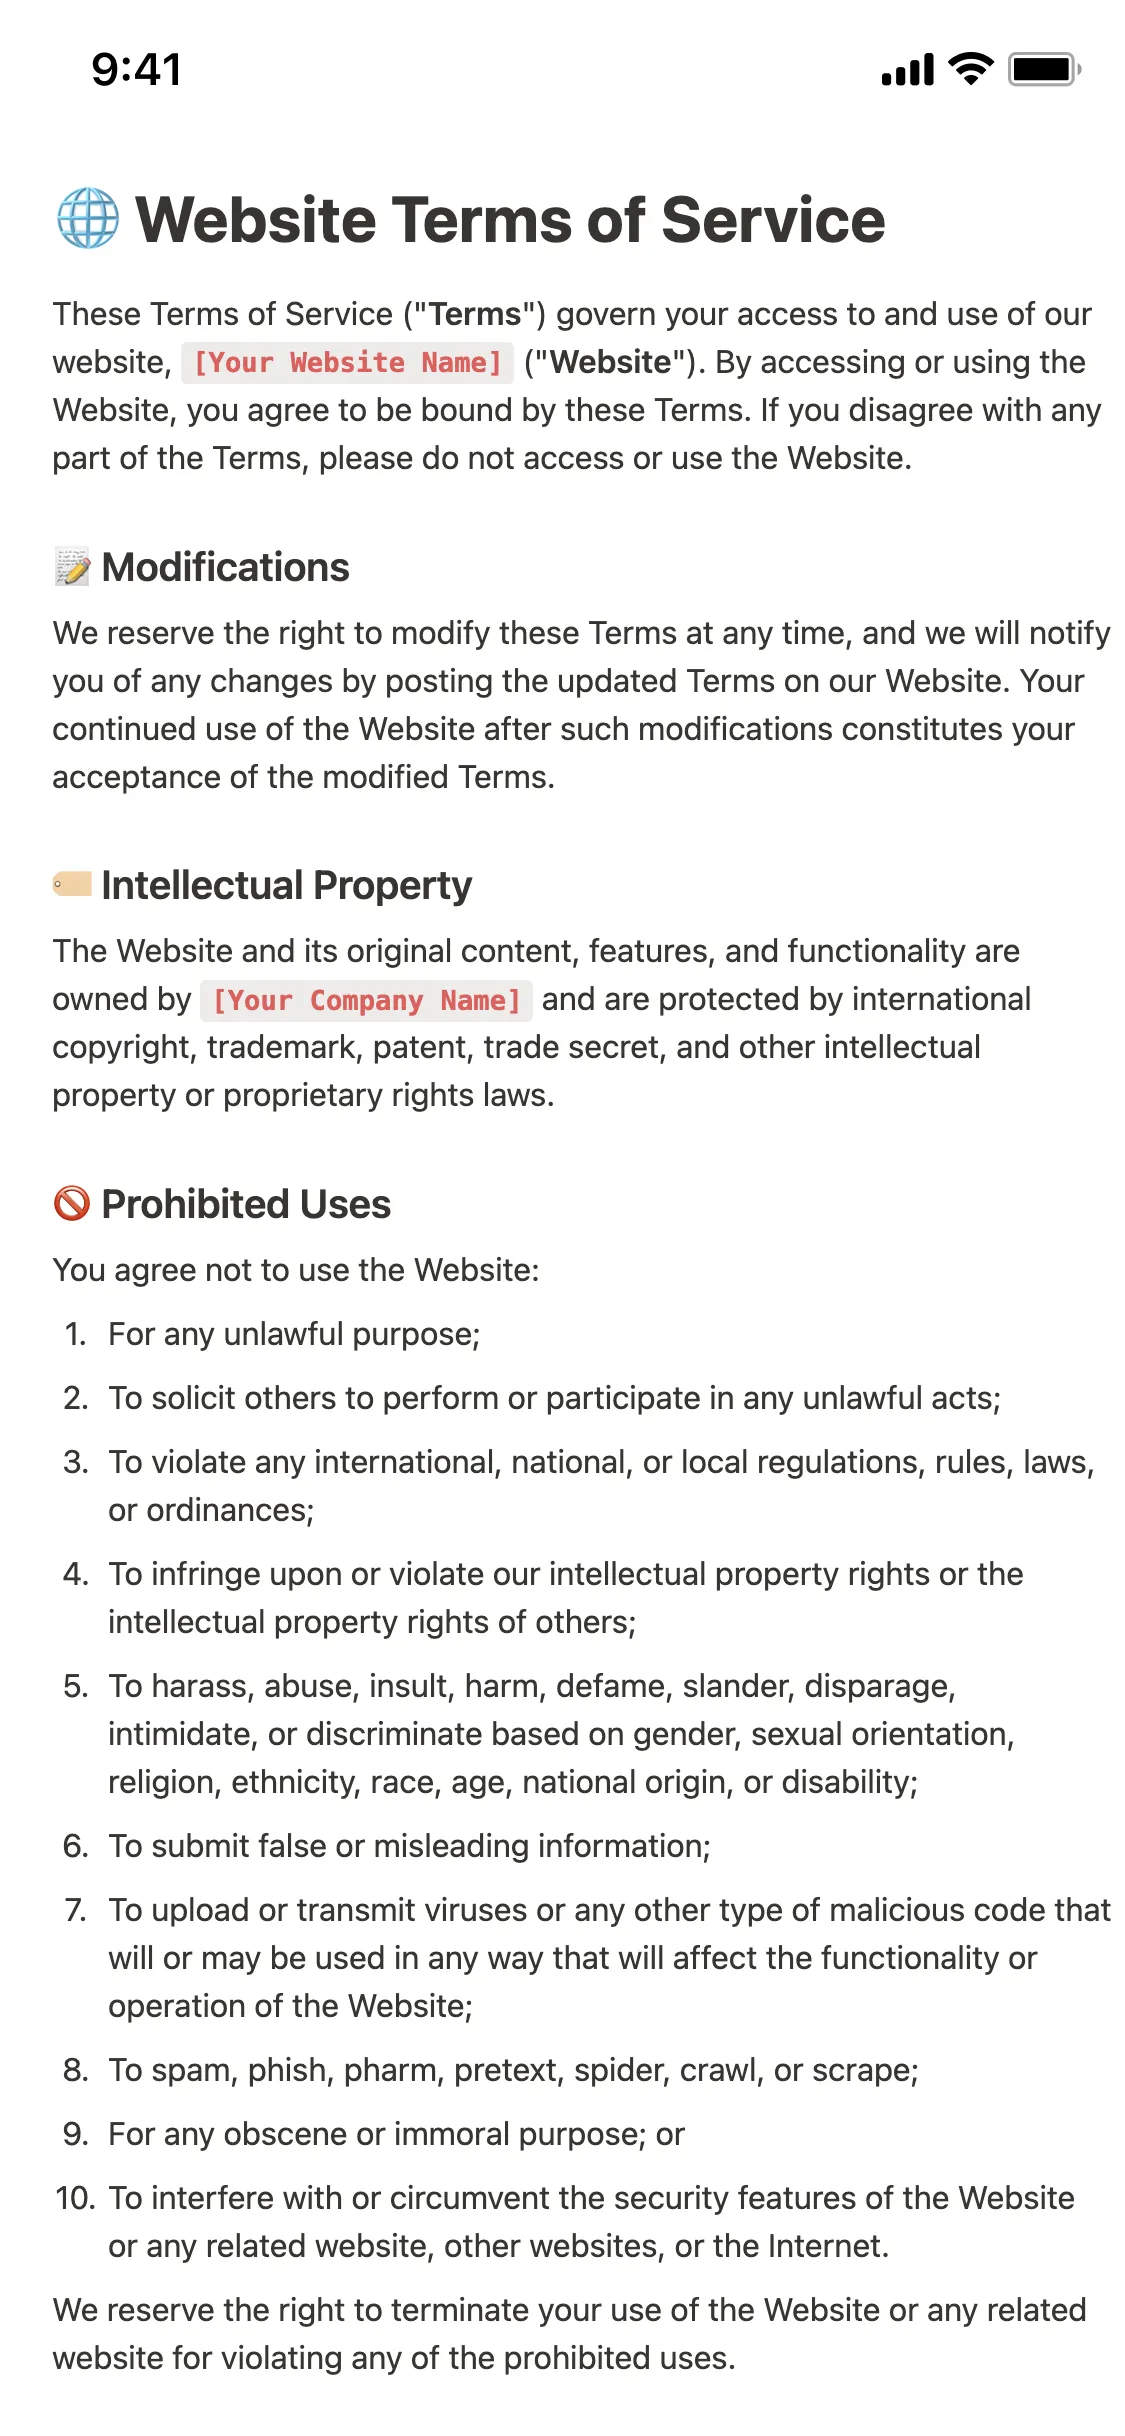 9:41
🌐 Website Terms of Service
These Terms of Service ("Terms") govern your access to and use of our
website, [Your Website Name] ("Website"). By accessing or using the
Website, you agree to be bound by these Terms. If you disagree with any
part of the Terms, please do not access or use the Website.
📝 Modifications
We reserve the right to modify these Terms at any time, and we will notify
you of any changes by posting the updated Terms on our Website. Your
continued use of the Website after such modifications constitutes your
acceptance of the modified Terms.
🏷️ Intellectual Property
The Website and its original content, features, and functionality are
owned by [Your Company Name] and are protected by international
copyright, trademark, patent, trade secret, and other intellectual
property or proprietary rights laws.
🚫 Prohibited Uses
You agree not to use the Website:
1. For any unlawful purpose;
2. To solicit others to perform or participate in any unlawful acts;
3. To violate any international, national, or local regulations, rules, laws,
or ordinances;
4. To infringe upon or violate our intellectual property rights or the
intellectual property rights of others;
5. To harass, abuse, insult, harm, defame, slander, disparage,
intimidate, or discriminate based on gender, sexual orientation,
religion, ethnicity, race, age, national origin, or disability;
6. To submit false or misleading information;
7. To upload or transmit viruses or any other type of malicious code that
will or may be used in any way that will affect the functionality or
operation of the Website;
8. To spam, phish, pharm, pretext, spider, crawl, or scrape;
9. For any obscene or immoral purpose; or
10. To interfere with or circumvent the security features of the Website
or any related website, other websites, or the Internet.
We reserve the right to terminate your use of the Website or any related
website for violating any of the prohibited uses.